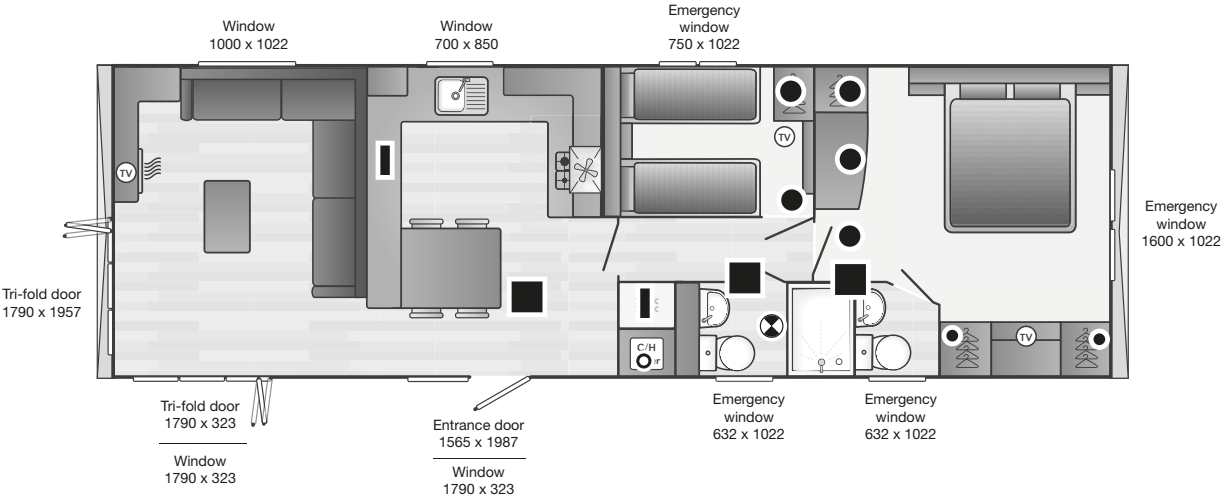 Window
1000 x 1022
Window
700 x 850
Emergency
window
750 x 1022
TV
TV
Emergency
window
1600 x 1022
Tri-fold door
1790 x 1957
C/H
er
TV
Tri-fold door
1790 x 323
Window
1790 x 323
Entrance door
1565 x 1987
Window
1790 x 323
Emergency
window
632 x 1022
Emergency
window
632 x 1022